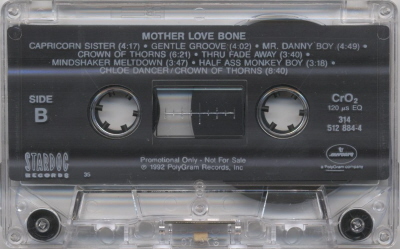 MOTHER LOVE BONE
CAPRICORN SISTER (4:17) • GENTLE GROOVE (4:02) • MR. DANNY BOY (4:49) •
CROWN OF THORNS (6:21) • THRU FADE AWAY (3:40) •
MINDSHAKER MELTDOWN (3:47) • HALF ASS MONKEY BOY (3:18) •
CHLOE DANCER/CROWN OF THORNS (8:40)
SIDE
B
CrO2
120 µs EQ
314
512 884-4
STARDOG
RECORDS
35
Promotional Only - Not For Sale
℗ 1992 PolyGram Records, Inc
mercury
a PolyGram company